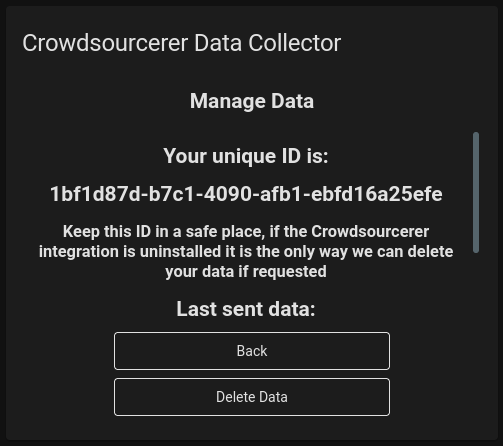 Crowdsourcerer Data Collector
Manage Data
Your unique ID is:
1bf1d87d-b7c1-4090-afb1-ebfd16a25efe
Keep this ID in a safe place, if the Crowdsourcerer
integration is uninstalled it is the only way we can delete
your data if requested
Last sent data:
Back
Delete Data